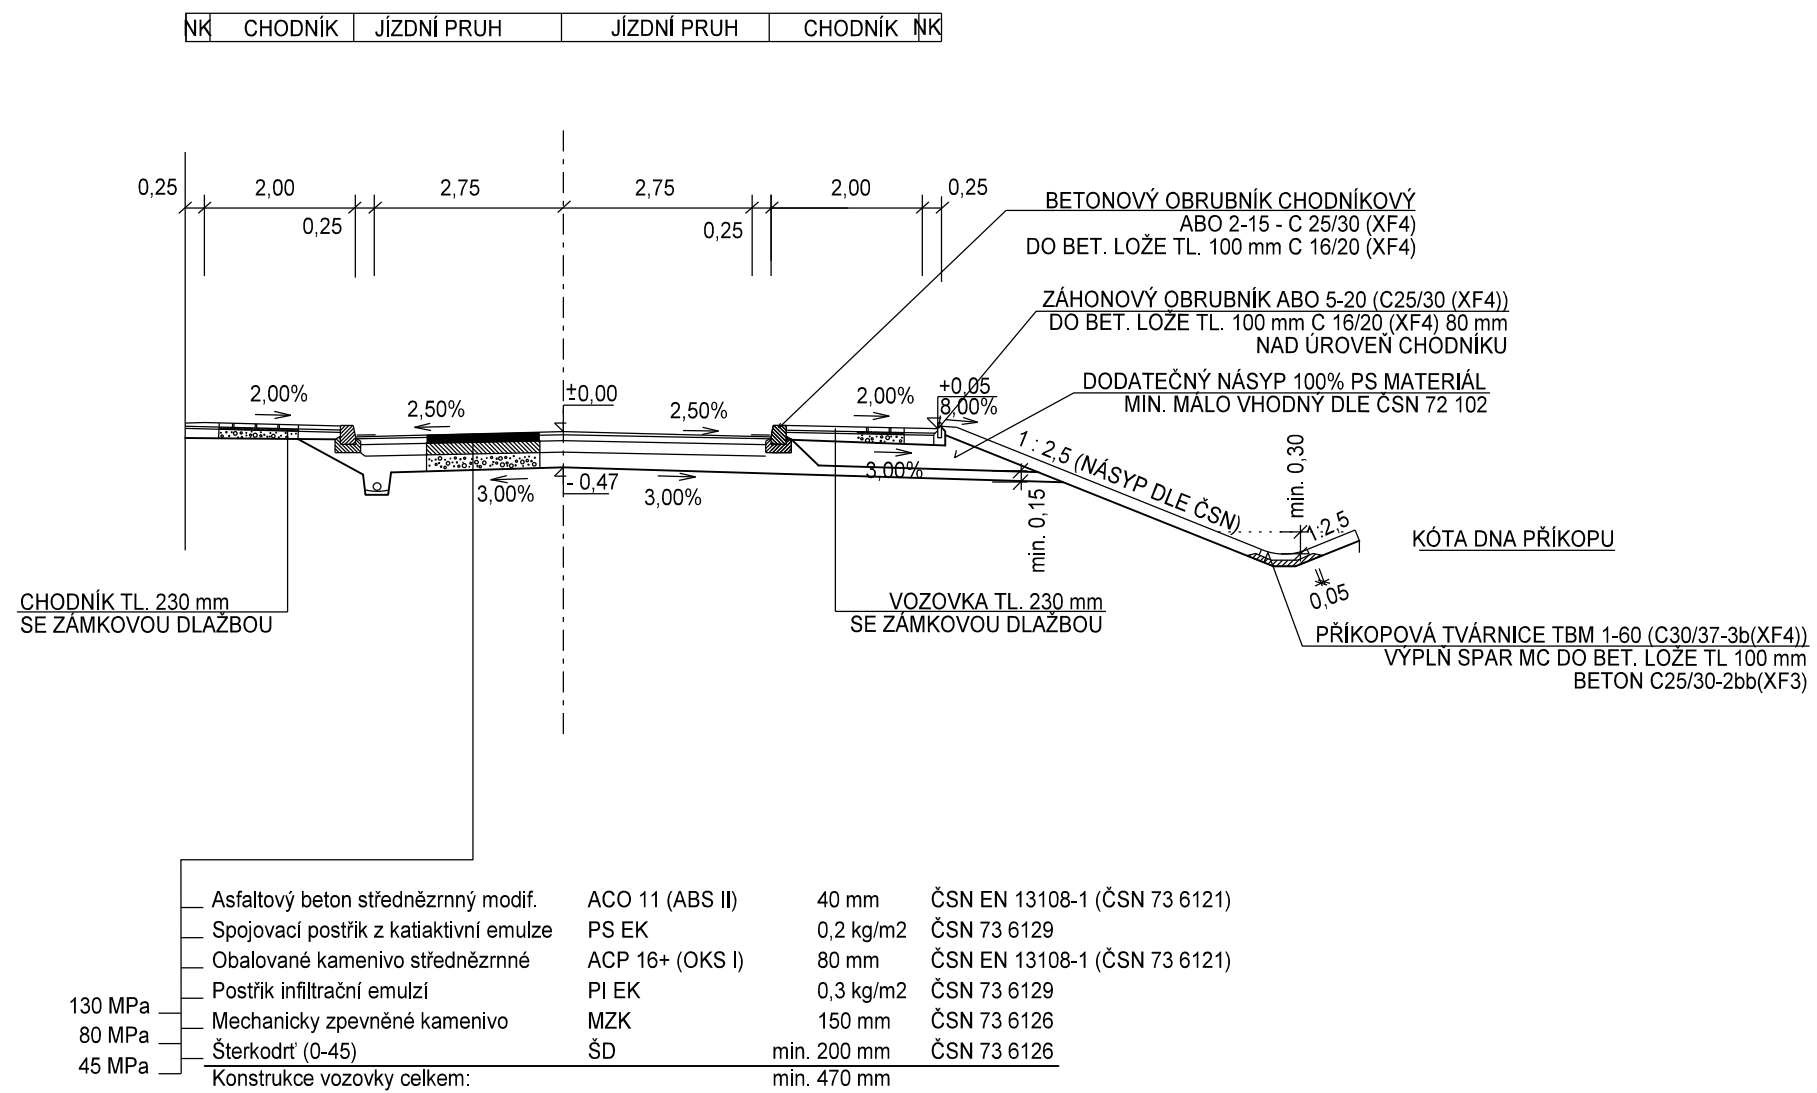 NK CHODNÍK JÍZDNÍ PRUH JÍZDNÍ PRUH CHODNÍK NK
0,25 2,00 2,75 2,75 2,00 0,25
0,25 0,25
BETONOVÝ OBRUBNÍK CHODNÍKOVÝ
ABO 2-15 - C 25/30 (XF4)
DO BET. LOŽE TL. 100 mm C 16/20 (XF4)
ZÁHONOVÝ OBRUBNÍK ABO 5-20 (C25/30 (XF4))
DO BET. LOŽE TL. 100 mm C 16/20 (XF4) 80 mm
NAD ÚROVEŇ CHODNÍKU
DODATEČNÝ NÁSYP 100% PS MATERIÁL
MIN. MÁLO VHODNÝ DLE ČSN 72 102
2,00% 2,50% ±0,00 2,50% 2,00% +0,05
8,00%
1 : 2,5 (NÁSYP DLE ČSN)
min. 0,30
1:2,5
3,00% - 0,47 3,00% 3,00%
min. 0,15
KÓTA DNA PŘÍKOPU
0,05
CHODNÍK TL. 230 mm
SE ZÁMKOVOU DLAŽBOU
VOZOVKA TL. 230 mm
SE ZÁMKOVOU DLAŽBOU
PŘÍKOPOVÁ TVÁRNICE TBM 1-60 (C30/37-3b(XF4))
VÝPLŇ SPAR MC DO BET. LOŽE TL 100 mm
BETON C25/30-2bb(XF3)
Asfaltový beton střednězrnný modif. ACO 11 (ABS II) 40 mm ČSN EN 13108-1 (ČSN 73 6121)
Spojovací postřik z katiaktivní emulze PS EK 0,2 kg/m2 ČSN 73 6129
Obalované kamenivo střednězrnné ACP 16+ (OKS I) 80 mm ČSN EN 13108-1 (ČSN 73 6121)
Postřik infiltrační emulzí PI EK 0,3 kg/m2 ČSN 73 6129
130 MPa
Mechanicky zpevněné kamenivo MZK 150 mm ČSN 73 6126
80 MPa
Šterkodrť (0-45) ŠD min. 200 mm ČSN 73 6126
45 MPa
Konstrukce vozovky celkem: min. 470 mm